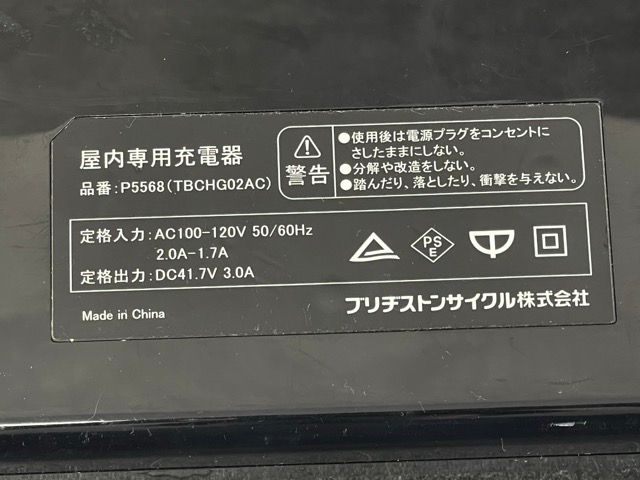 屋内専用充電器
品番:P5568(TBCHG02AC)
警告
●使用後は電源プラグをコンセントに
さしたままにしない。
●分解や改造をしない。
●踏んだり、落としたり、衝撃を与えない。
定格入力:AC100-120V 50/60Hz
2.0A-1.7A
定格出力:DC41.7V 3.0A
PS
E
Made in China
ブリヂストンサイクル株式会社